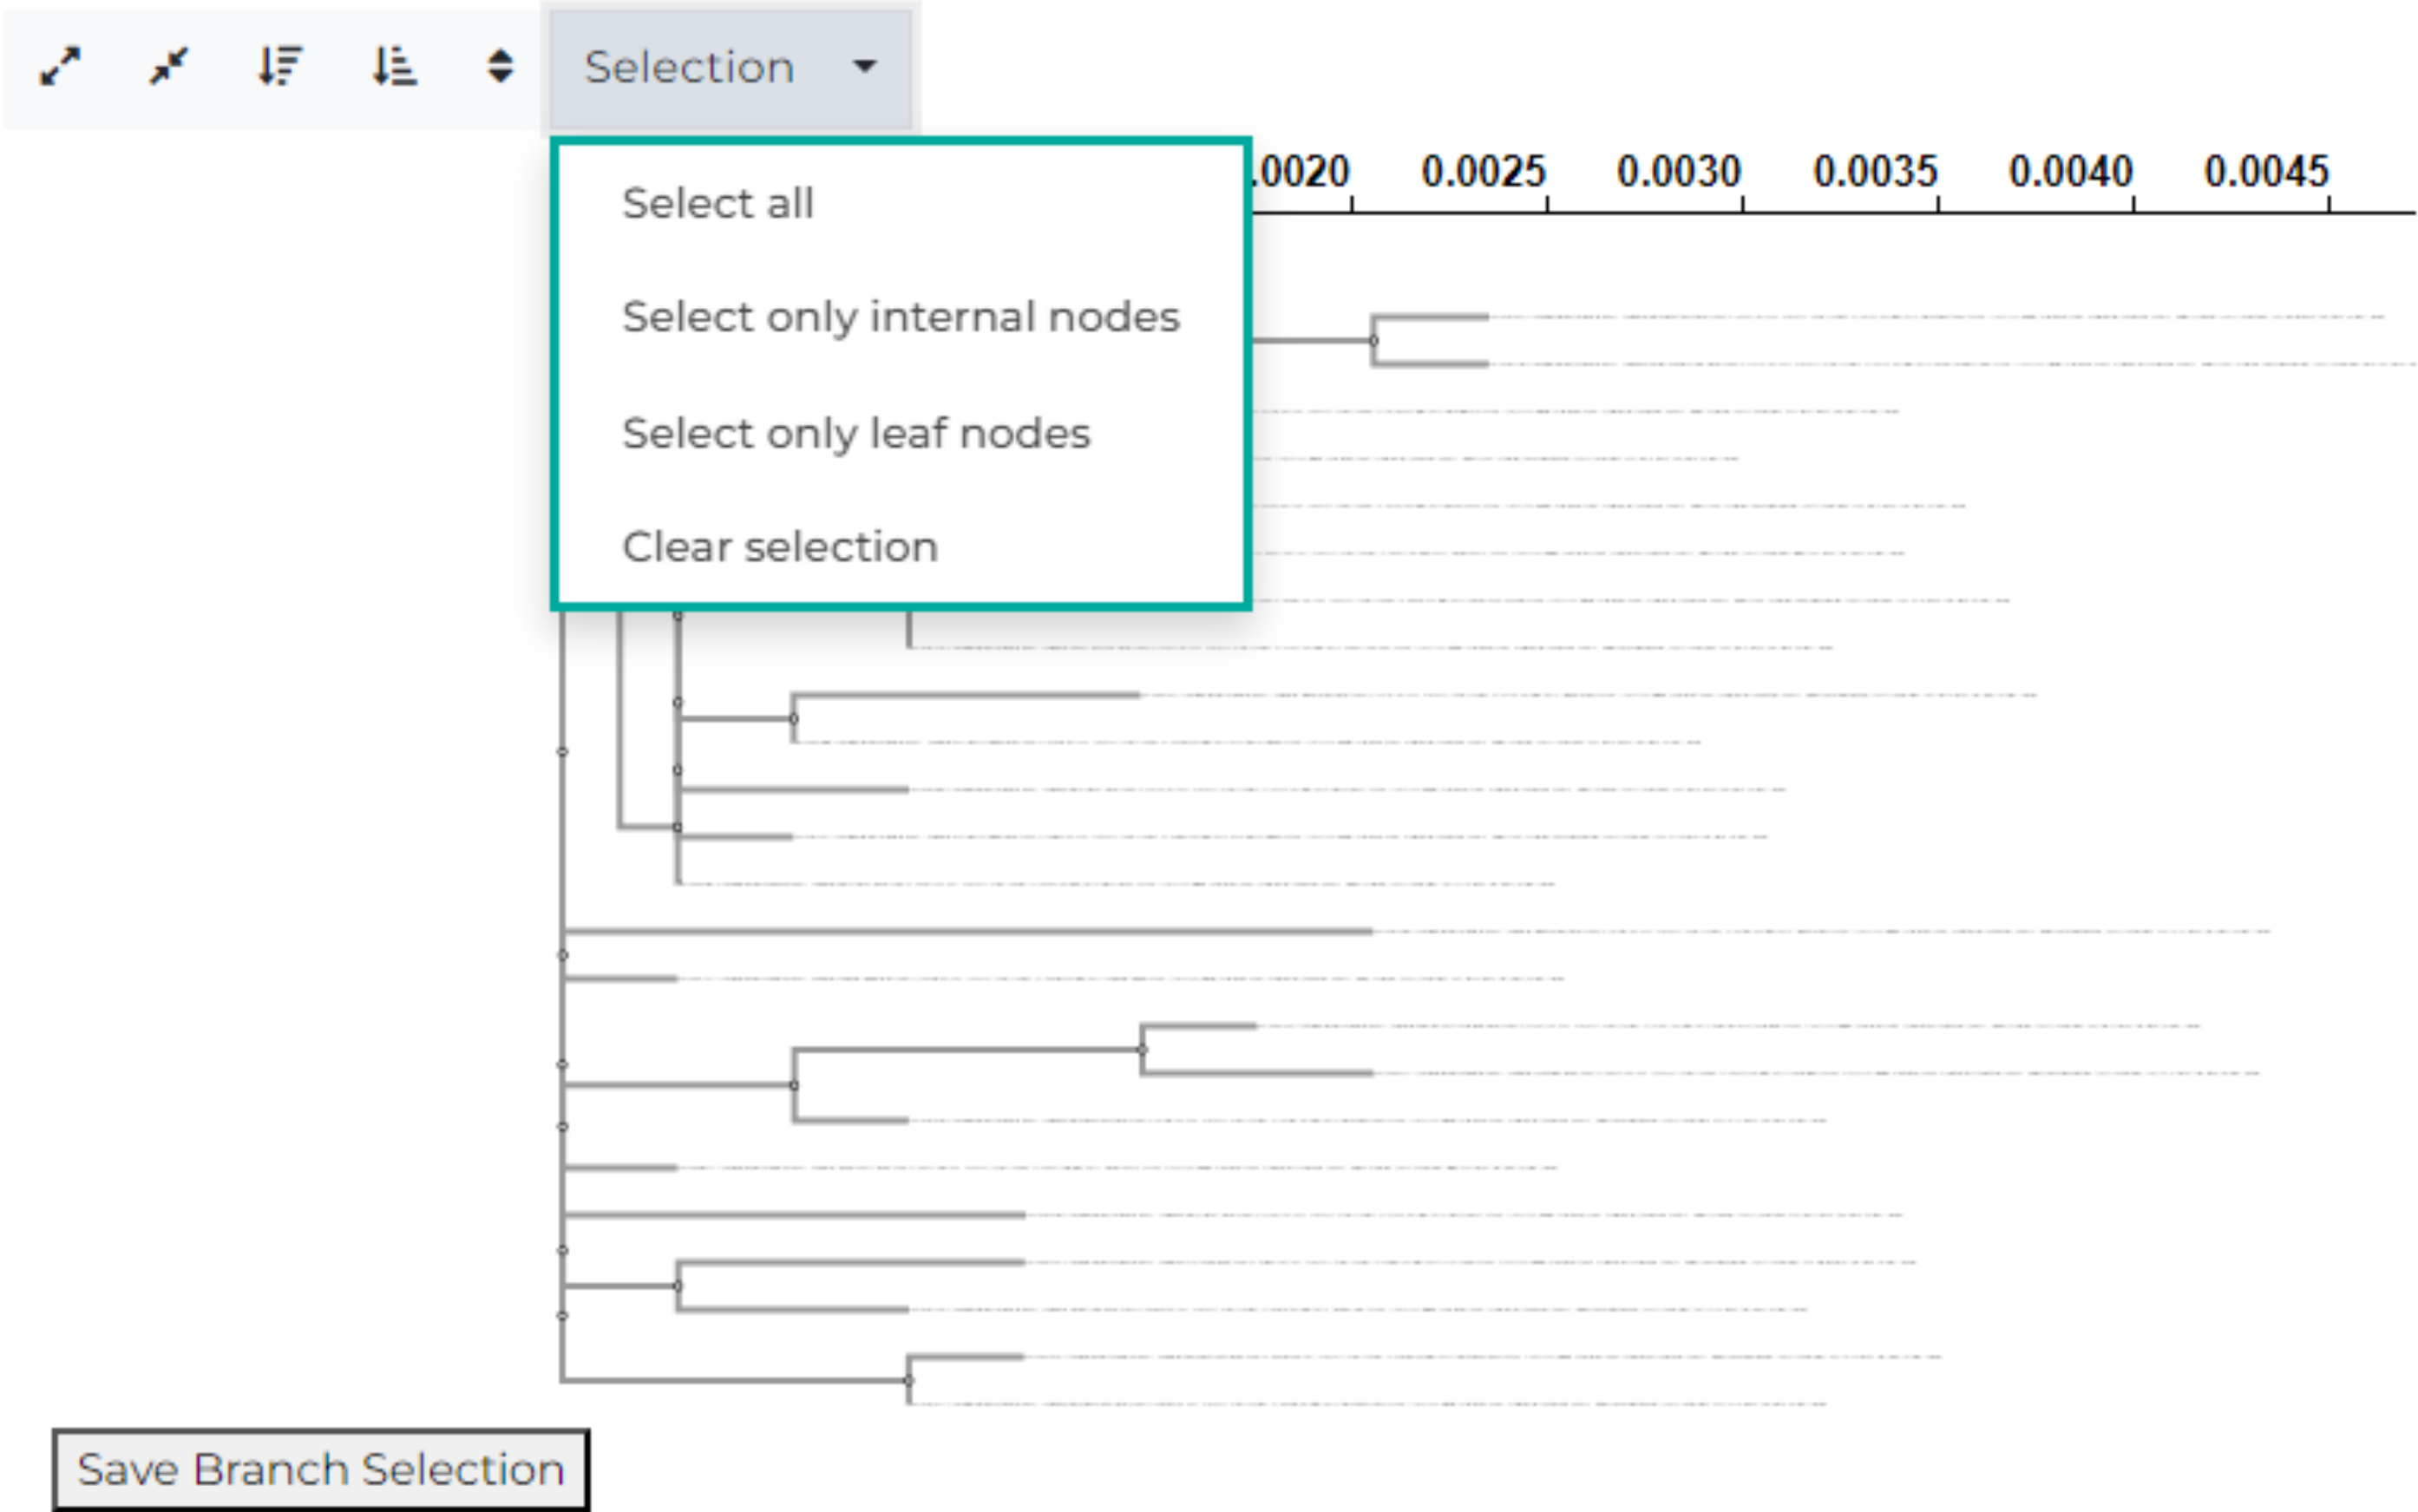 Selection
.0020 0.0025 0.0030 0.0035 0.0040 0.0045
Select all
Select only internal nodes
Select only leaf nodes
Clear selection
Save Branch Selection